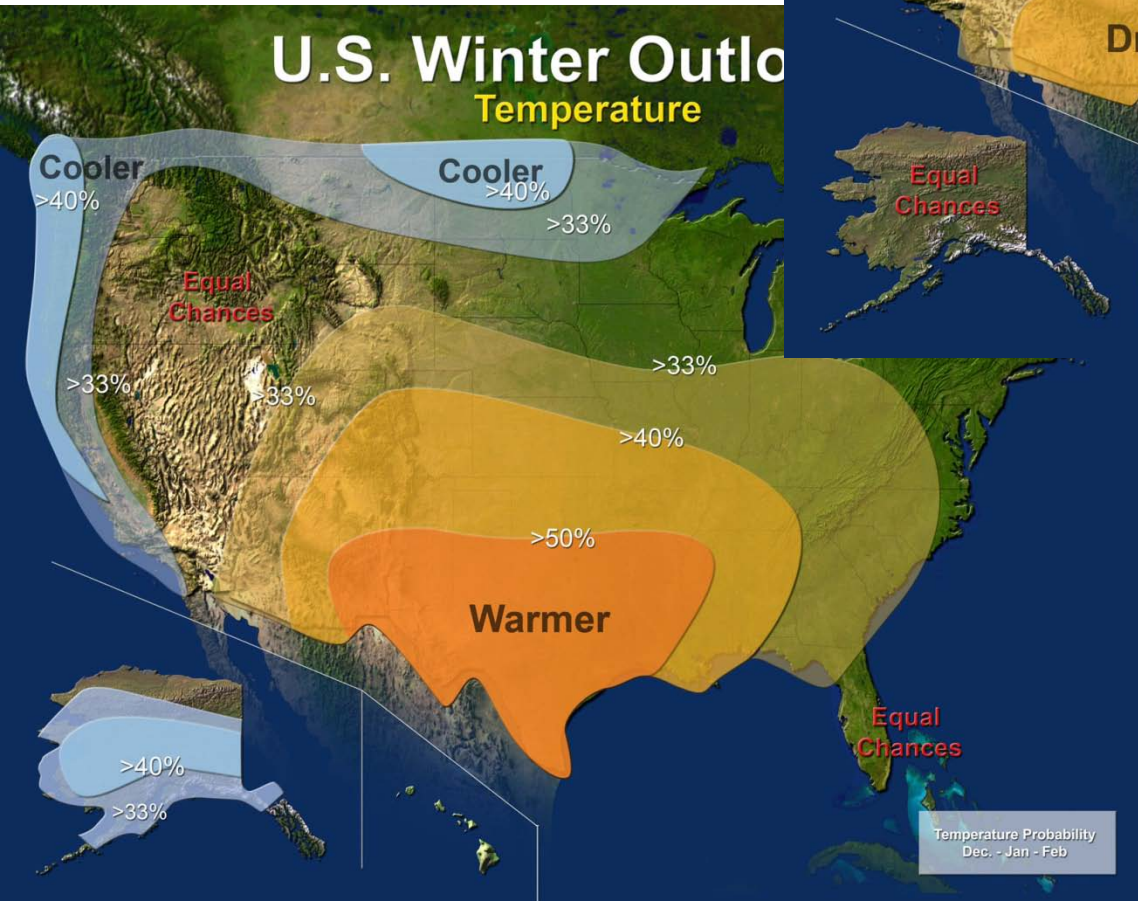 U.S. Winter
Temperature
Cooler
>40%
Cooler
>40%
>33%
Equal
Chances
Equal
Chances
>33%
>33%
>33%
>40%
>50%
Warmer
Equal
Chances
>40%
>33%
Temperature Probability
Dec. - Jan - Feb